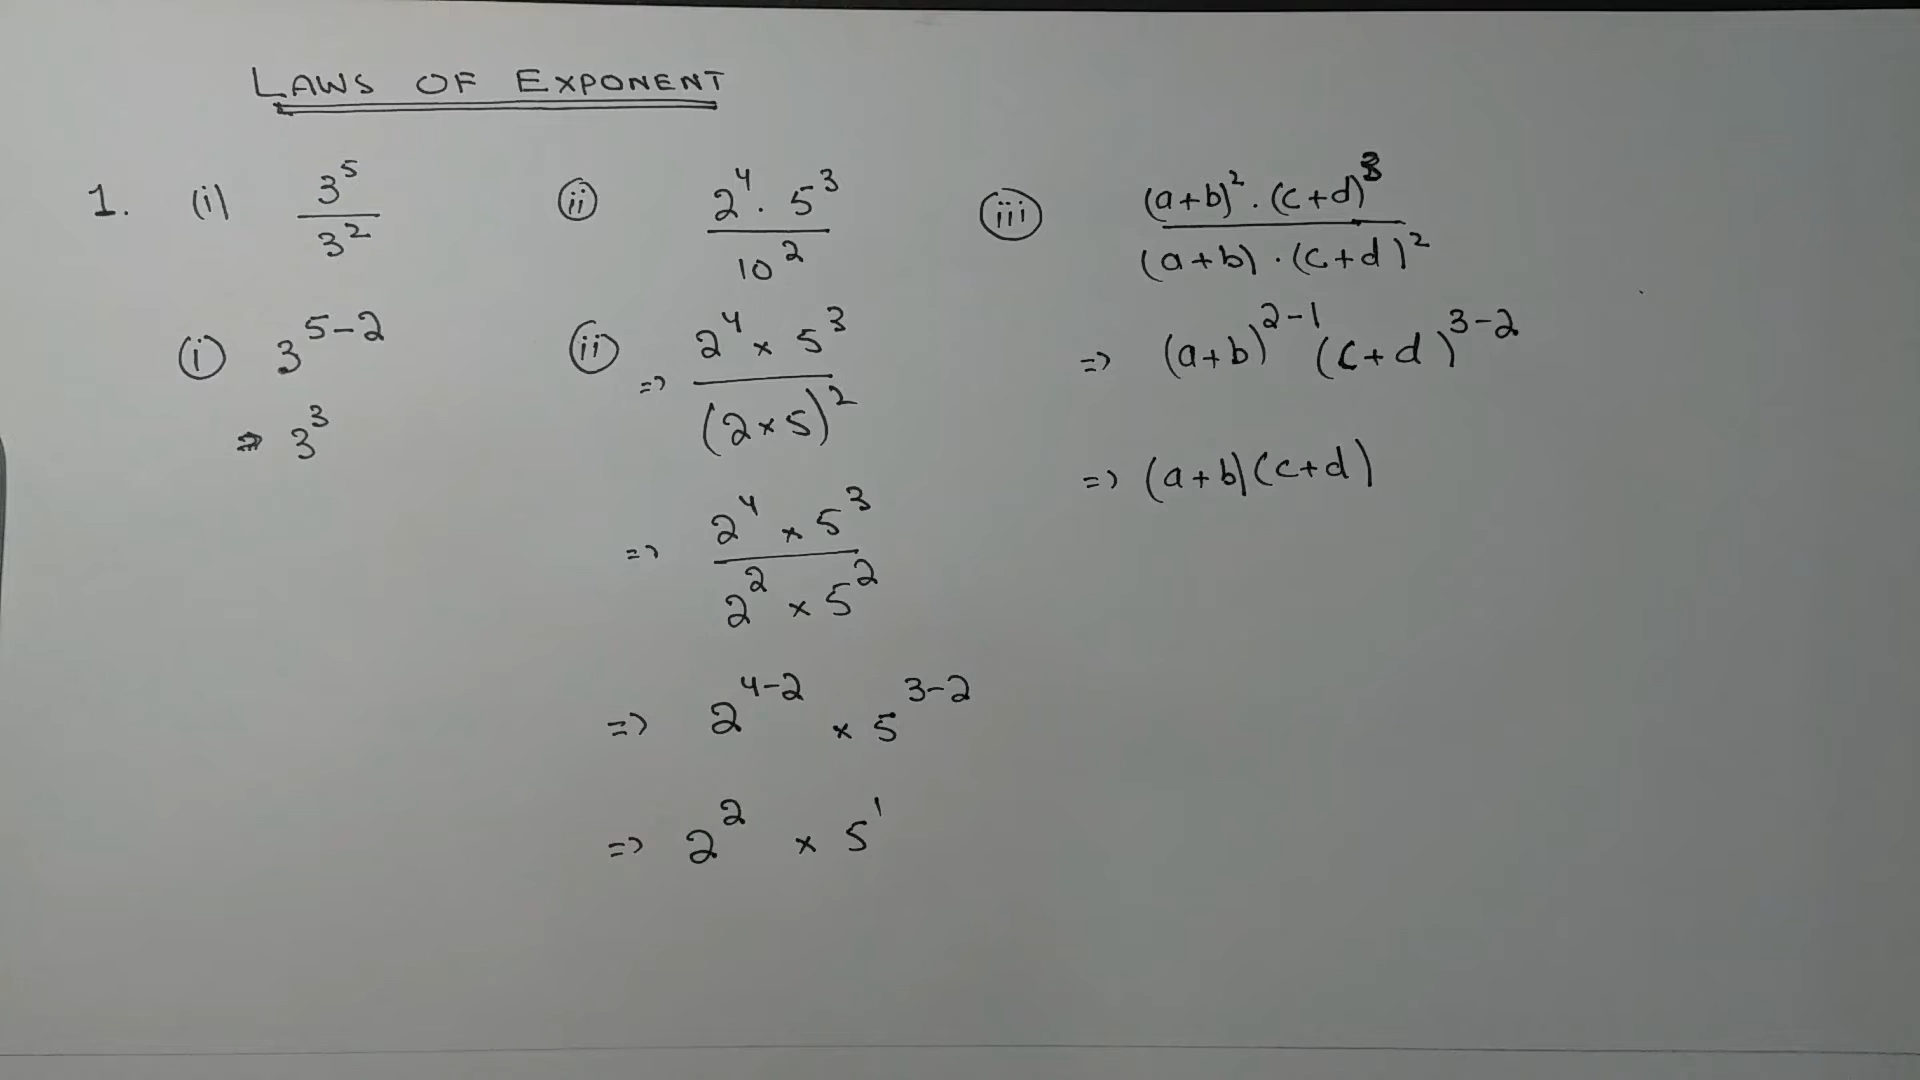 LAWS OF EXPONENT
1. (i) 3^5 / 3^2
(ii) 2^4 . 5^3 / 10^2
(iii) (a+b)^2 . (c+d)^3 / (a+b) . (c+d)^2
(i) 3^5-2
⇒ 3^3
(ii) => 2^4 × 5^3 / (2×5)^2
=> 2^4 × 5^3 / 2^2 × 5^2
=> 2^4-2 × 5^3-2
=> 2^2 × 5^1
=> (a+b)^2-1 (c+d)^3-2
=> (a+b)(c+d)